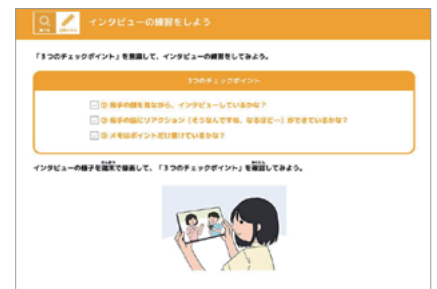 インタビューの練習をしよう
「3つのチェックポイント」を意識して、インタビューの練習をしてみよう。
3つのチェックポイント
① 相手の顔を見ながら、インタビューしているかな？
② 相手の話にリアクション（そうなんですね、なるほど…）ができているかな？
③ メモはポイントだけ書けているかな？
インタビューの様子を端末で録画して、「3つのチェックポイント」を確認してみよう。